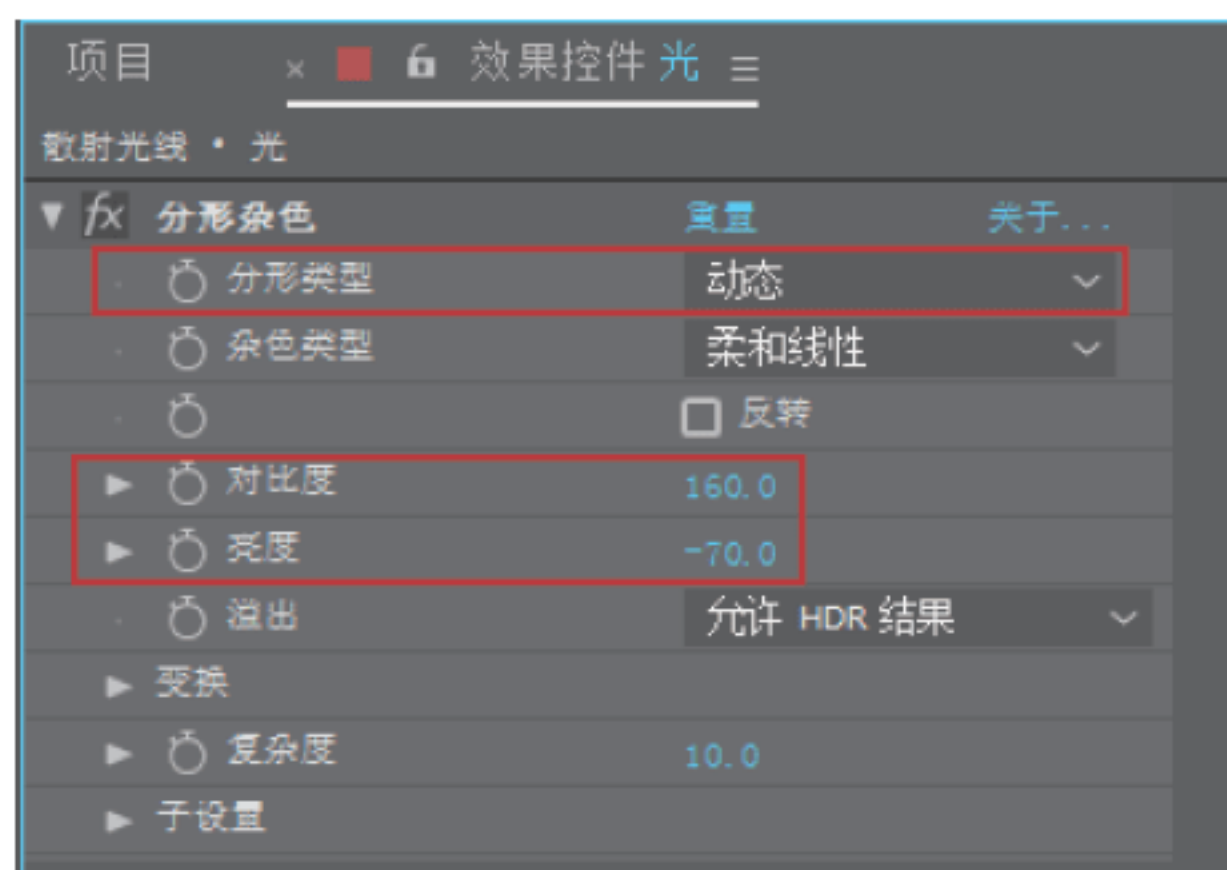 项目 × 效果控件 光 ≡
散射光线 • 光
fx 分形杂色 重置 关于...
分形类型 动态
杂色类型 柔和线性
反转
对比度 160.0
亮度 -70.0
溢出 允许 HDR 结果
变换
复杂度 10.0
子设置